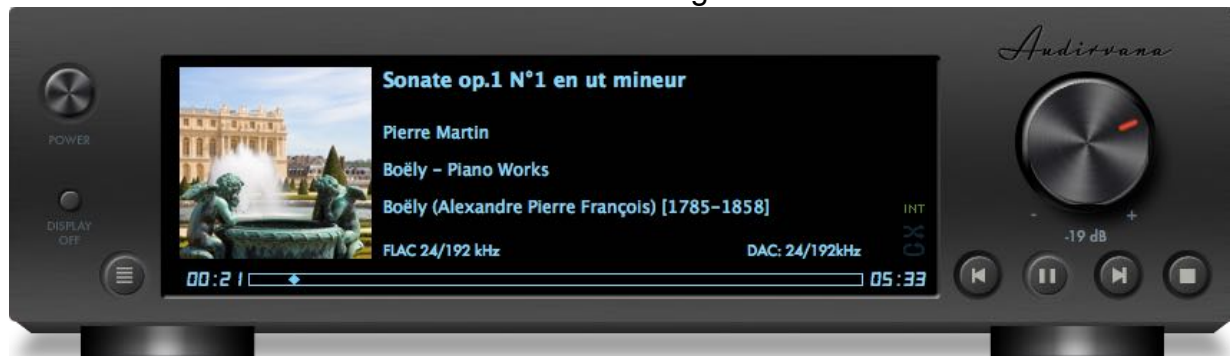 Audirvana
POWER
DISPLAY
OFF
Sonate op.1 N°1 en ut mineur
Pierre Martin
Boëly – Piano Works
Boëly (Alexandre Pierre François) [1785–1858]
INT
CX
FLAC 24/192 kHz
DAC: 24/192kHz
00:21
05:33
- +
-19 dB